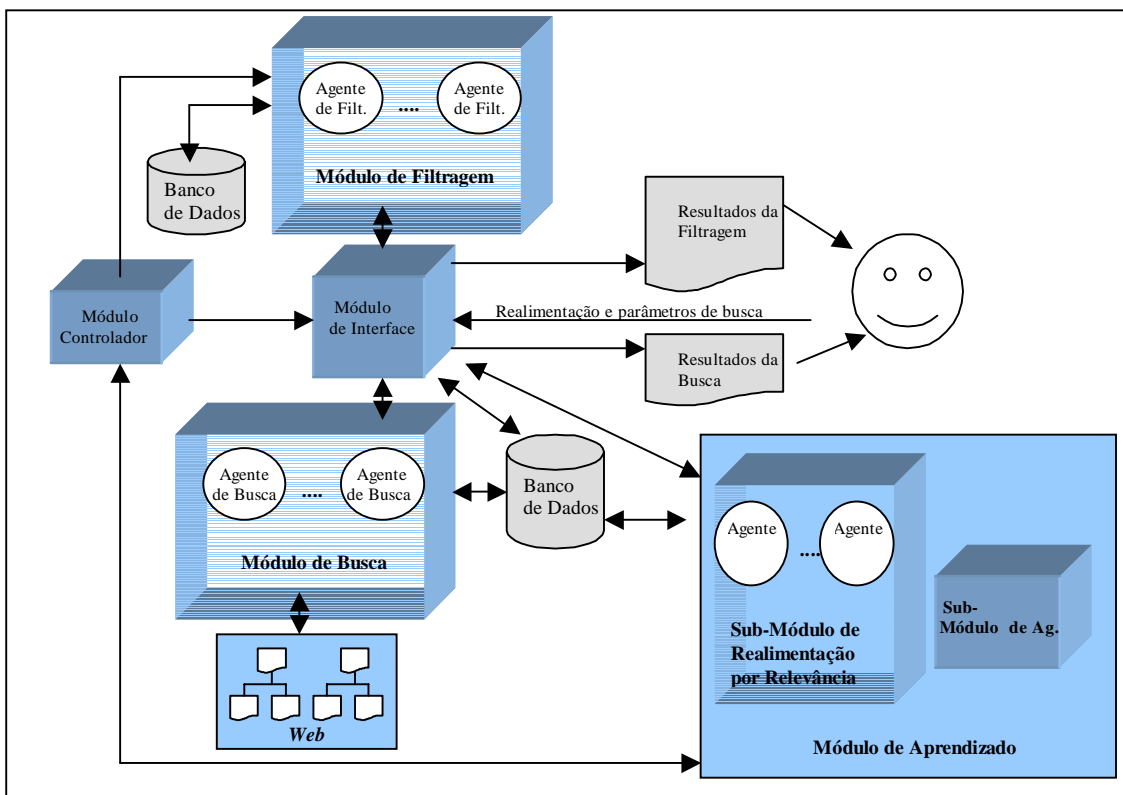 Agente
de Filt.
....
Agente
de Filt.
Módulo de Filtragem
Banco
de Dados
Resultados da
Filtragem
Módulo
Controlador
Módulo
de Interface
Realimentação e parâmetros de busca
Resultados da
Busca
Agente
de Busca
....
Agente
de Busca
Módulo de Busca
Banco
de Dados
Agente
....
Agente
Sub-Módulo de
Realimentação
por Relevância
Sub-
Módulo de Ag.
Módulo de Aprendizado
Web